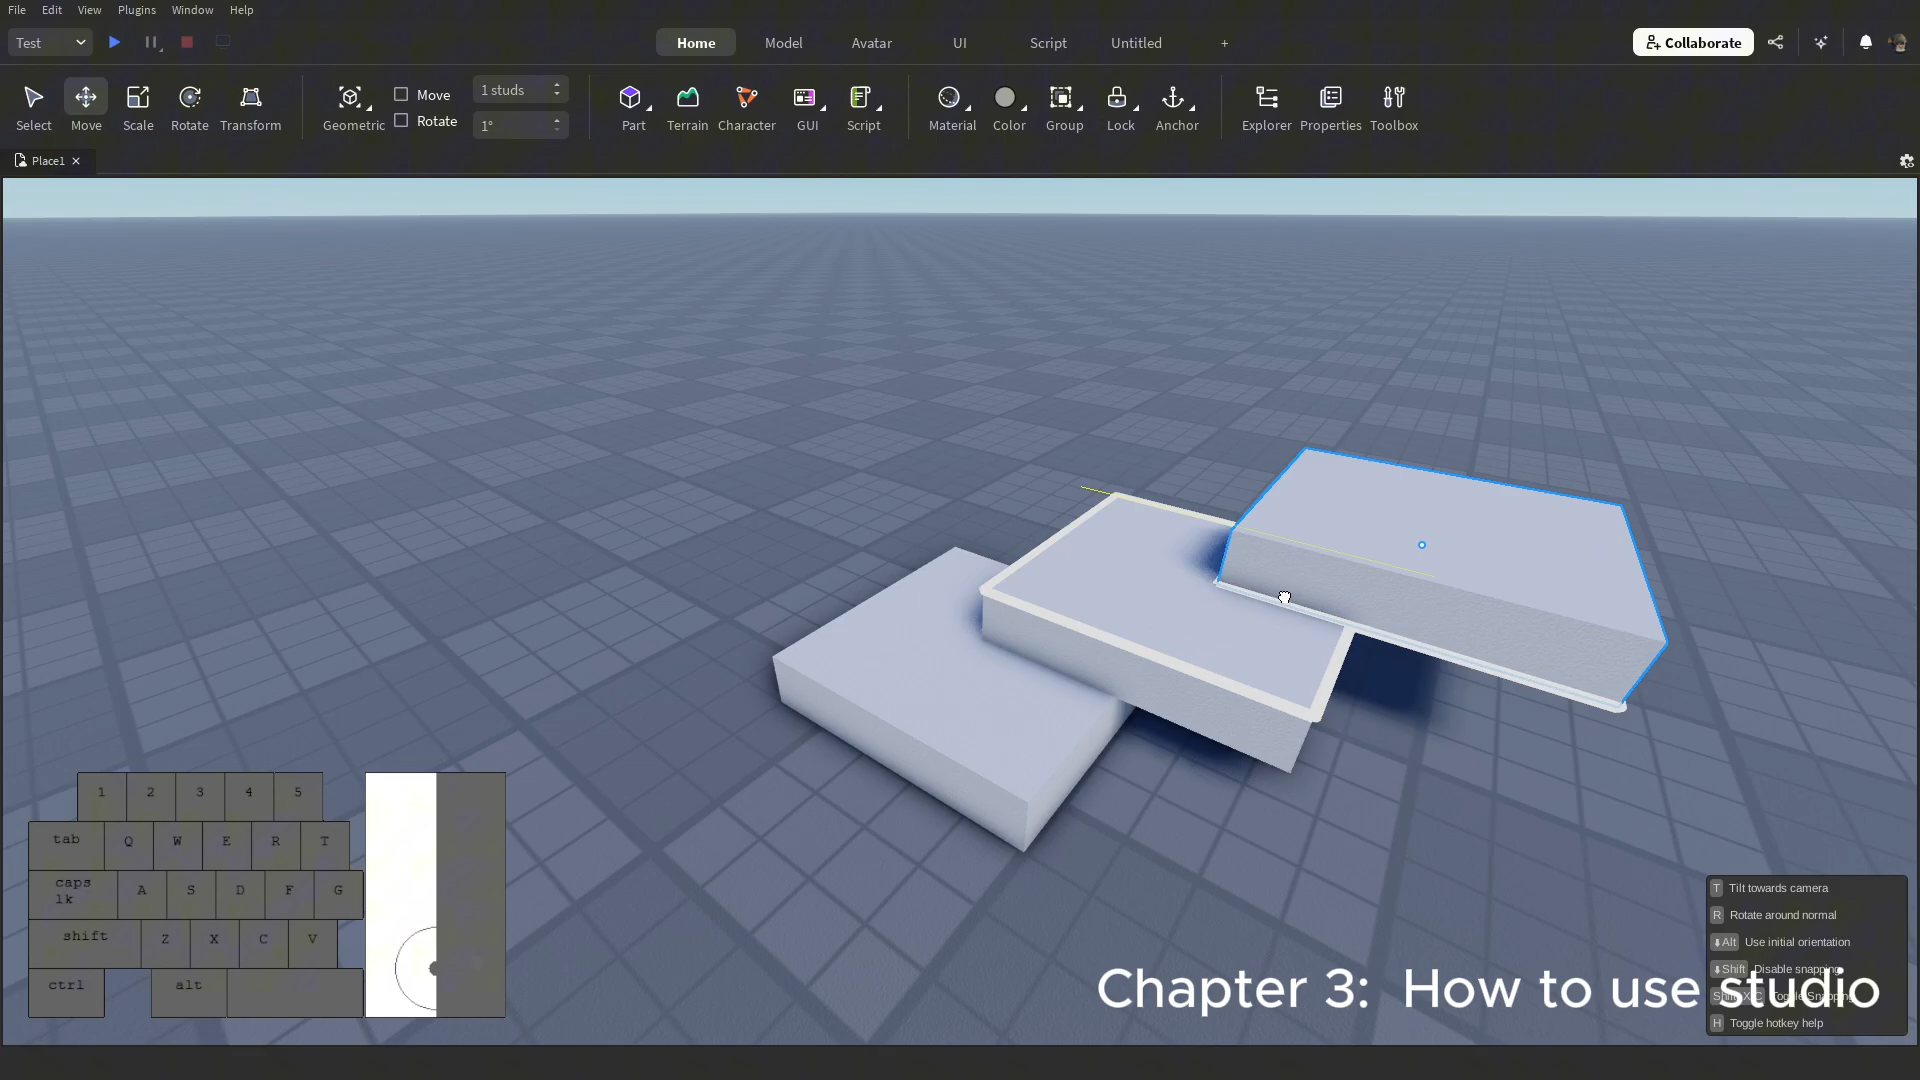 File Edit View Plugins Window Help
Test
Home Model Avatar UI Script Untitled +
Collaborate
Move 1 studs
Rotate 1°
Select Move Scale Rotate Transform Geometric Part Terrain Character GUI Script Material Color Group Lock Anchor Explorer Properties Toolbox
Place1
1 2 3 4 5
tab Q W E R T
caps lk A S D F G
shift Z X C V
ctrl alt
T Tilt towards camera
R Rotate around normal
Alt Use initial orientation
Shift Disable snapping
Chapter 3: How to use studio
H Toggle hotkey help